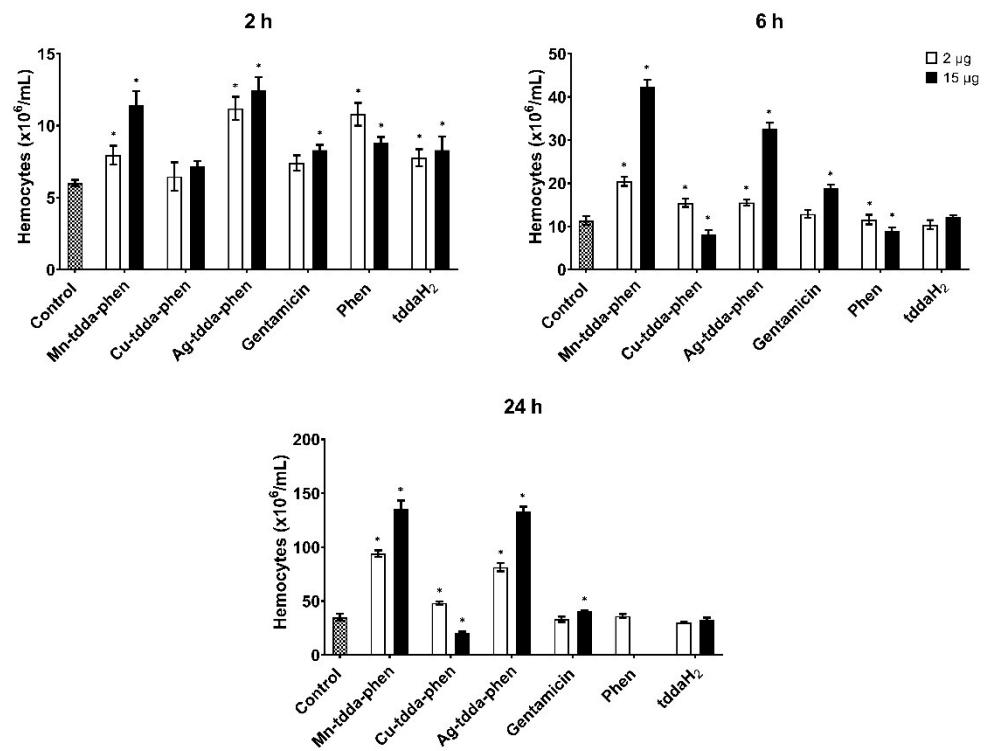 2 h
Hemocytes (x10⁶/mL)
15
10
5
0
* * * * * * * * *
Control
Mn-tdda-phen
Cu-tdda-phen
Ag-tdda-phen
Gentamicin
Phen
tddaH₂
6 h
2 µg
15 µg
Hemocytes (x10⁶/mL)
50
40
30
20
10
0
* * * * * * * * *
Control
Mn-tdda-phen
Cu-tdda-phen
Ag-tdda-phen
Gentamicin
Phen
tddaH₂
24 h
Hemocytes (x10⁶/mL)
200
150
100
50
0
* * * * * * *
Control
Mn-tdda-phen
Cu-tdda-phen
Ag-tdda-phen
Gentamicin
Phen
tddaH₂